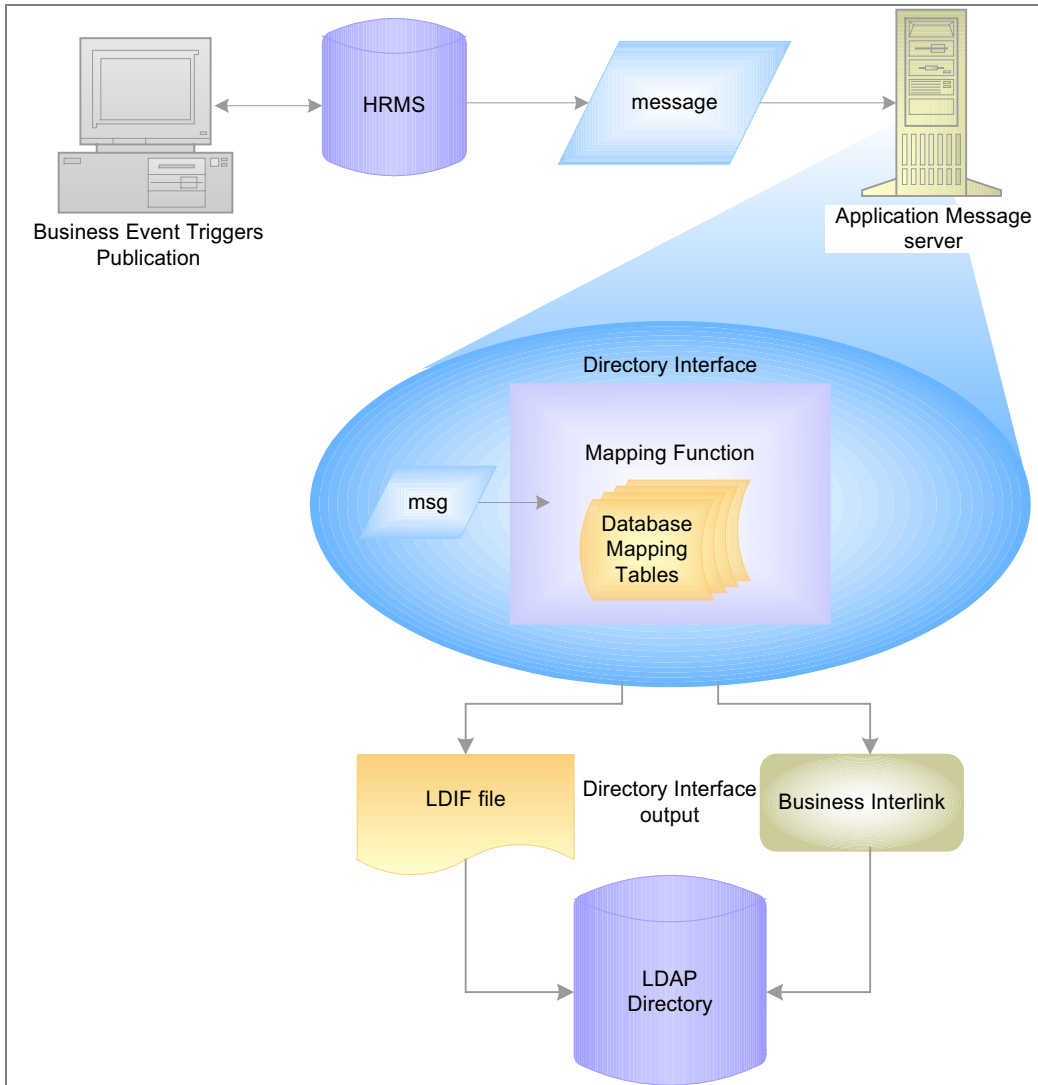 HRMS
message
Business Event Triggers
Publication
Application Message
server
Directory Interface
Mapping Function
msg
Database
Mapping
Tables
LDIF file
Directory Interface
output
Business Interlink
LDAP
Directory